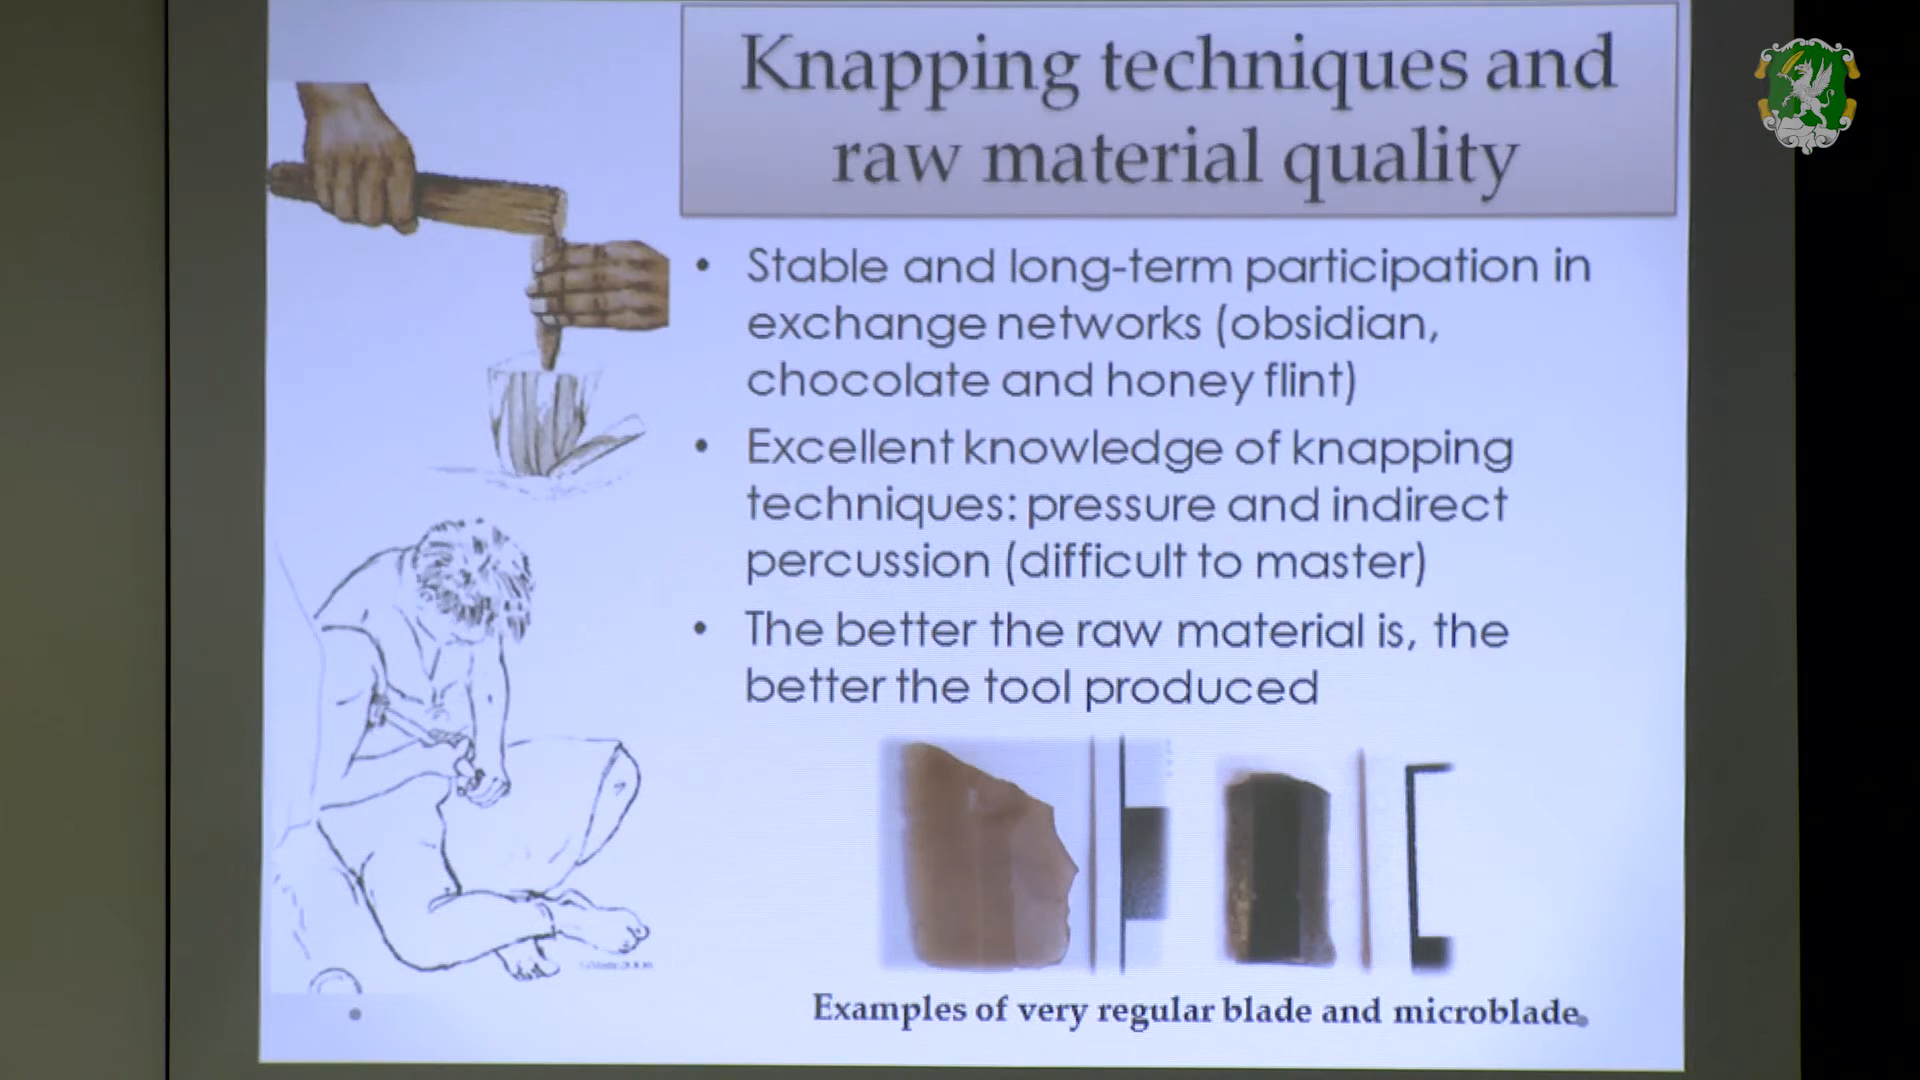 Knapping techniques and
raw material quality
• Stable and long-term participation in
exchange networks (obsidian,
chocolate and honey flint)
• Excellent knowledge of knapping
techniques: pressure and indirect
percussion (difficult to master)
• The better the raw material is, the
better the tool produced
Examples of very regular blade and microblade.